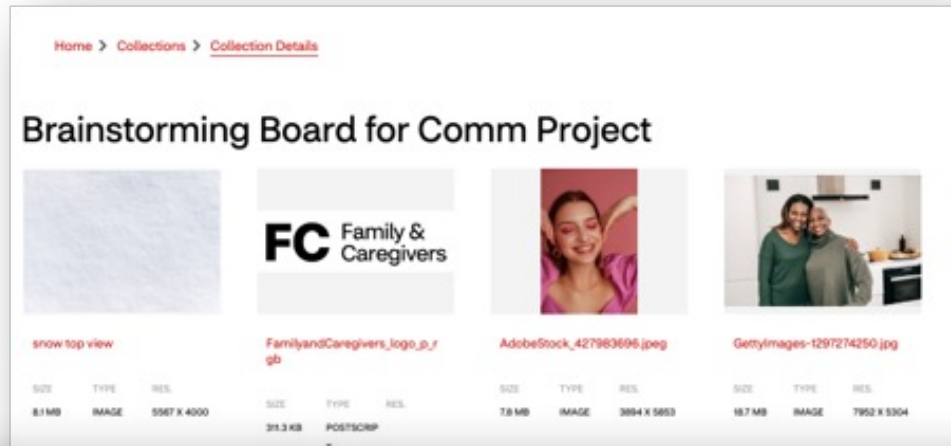 Home > Collections > Collection Details
Brainstorming Board for Comm Project
FC Family &
Caregivers
snow top view
FamilyandCaregivers_logo_p_r
gb
AdobeStock_427983696.jpeg
GettyImages-1297274250.jpg
SIZE TYPE RES.
8.1 MB IMAGE 5567 X 4000
SIZE TYPE RES.
311.3 KB POSTSCRIP
SIZE TYPE RES.
7.8 MB IMAGE 3894 X 5853
SIZE TYPE RES.
18.7 MB IMAGE 7952 X 5304